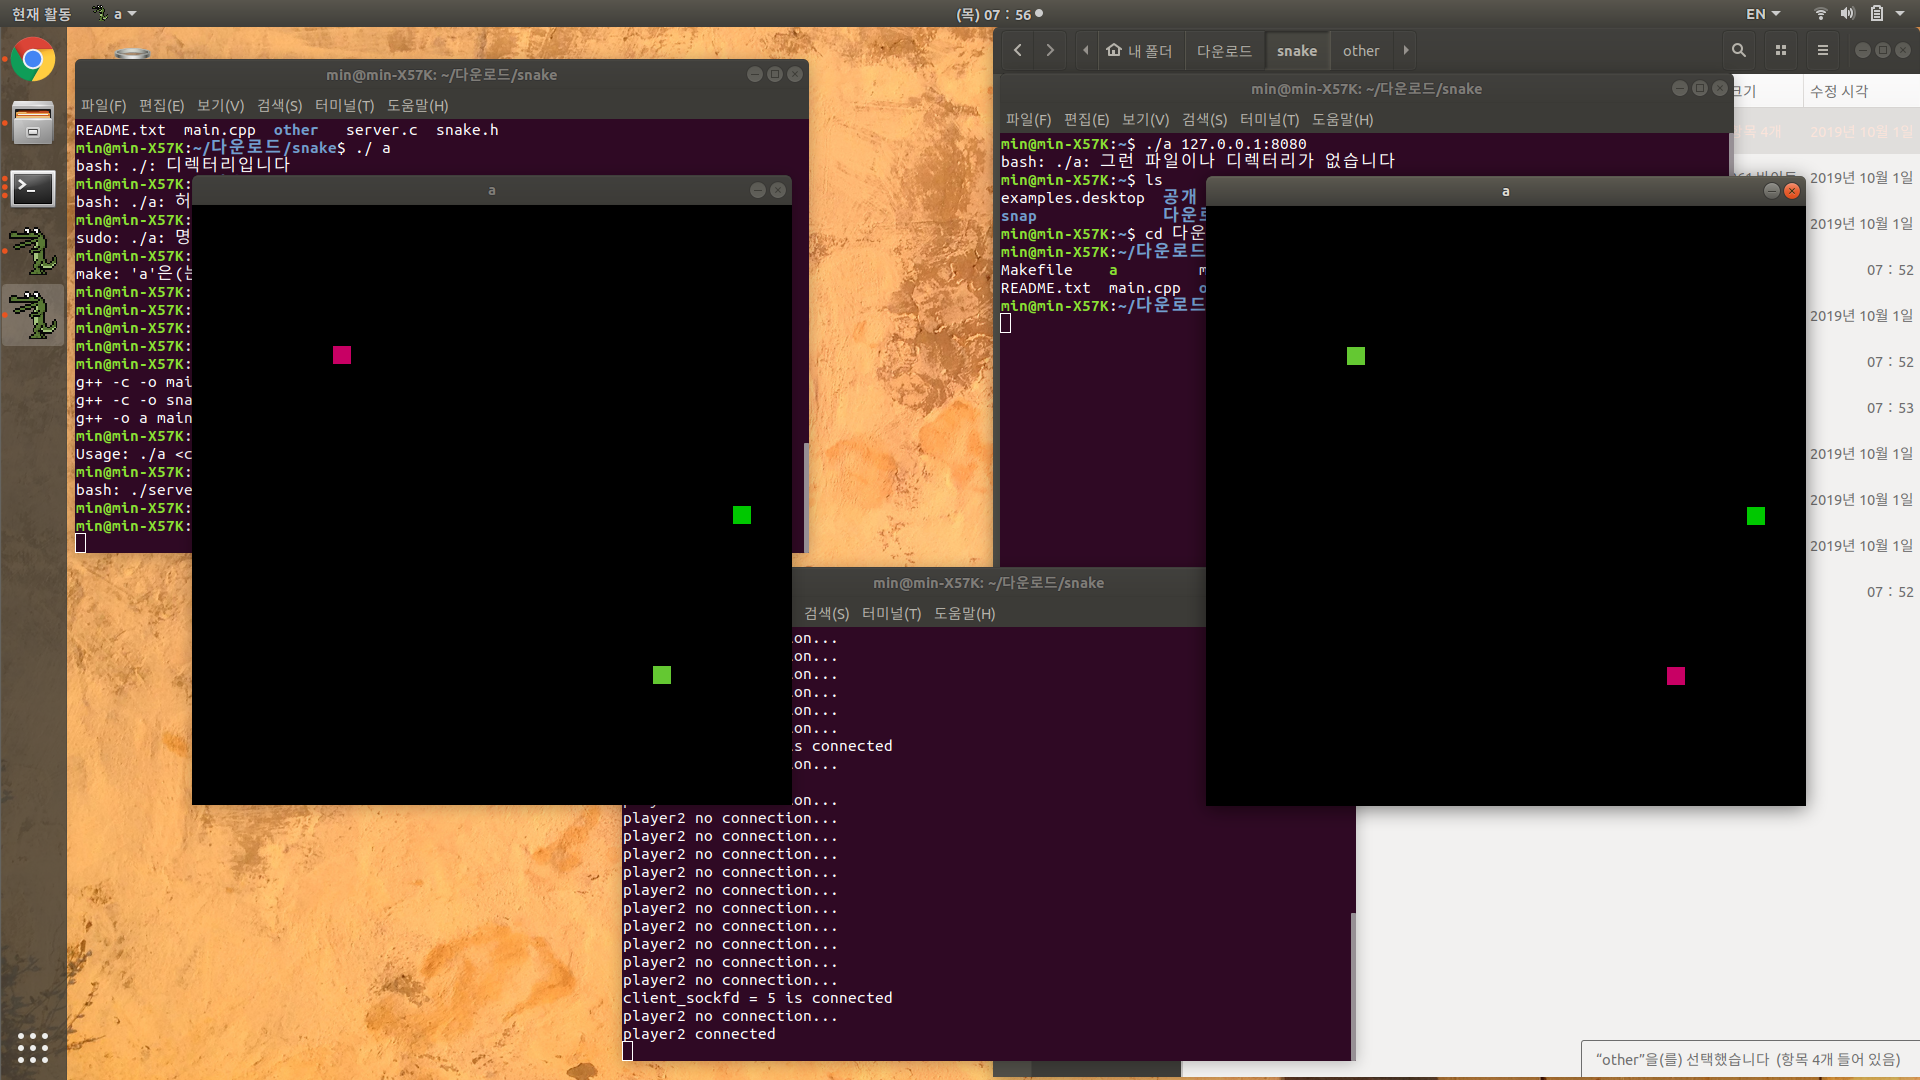 현재 활동
a
(목) 07 : 56
EN
min@min-X57K: ~/다운로드/snake
파일(F) 편집(E) 보기(V) 검색(S) 터미널(T) 도움말(H)
README.txt main.cpp other server.c snake.h
min@min-X57K:~/다운로드/snake$ ./ a
bash: ./: 디렉터리입니다
min@min-X57K:
bash: ./a: 허
min@min-X57K:
sudo: ./a: 명
min@min-X57K:
make: 'a'은(는
min@min-X57K:
min@min-X57K:
min@min-X57K:
min@min-X57K:
min@min-X57K:
g++ -c -o mai
g++ -c -o sna
g++ -o a main
min@min-X57K:
Usage: ./a <c
min@min-X57K:
bash: ./serve
min@min-X57K:
min@min-X57K:
a
내 폴더
다운로드
snake
other
크기
수정 시각
항목 4개
2019년 10월 1일
바이트
2019년 10월 1일
2019년 10월 1일
07 : 52
2019년 10월 1일
07 : 52
07 : 53
2019년 10월 1일
2019년 10월 1일
2019년 10월 1일
07 : 52
min@min-X57K: ~/다운로드/snake
파일(F) 편집(E) 보기(V) 검색(S) 터미널(T) 도움말(H)
min@min-X57K:~$ ./a 127.0.0.1:8080
bash: ./a: 그런 파일이나 디렉터리가 없습니다
min@min-X57K:~$ ls
examples.desktop 공개
snap 다운로
min@min-X57K:~$ cd 다운
min@min-X57K:~/다운로드
Makefile a m
README.txt main.cpp o
min@min-X57K:~/다운로드
a
min@min-X57K: ~/다운로드/snake
검색(S) 터미널(T) 도움말(H)
on...
on...
on...
on...
on...
on...
s connected
on...
on...
player2 no connection...
player2 no connection...
player2 no connection...
player2 no connection...
player2 no connection...
player2 no connection...
player2 no connection...
player2 no connection...
player2 no connection...
player2 no connection...
client_sockfd = 5 is connected
player2 no connection...
player2 connected
“other”을(를) 선택했습니다 (항목 4개 들어 있음)